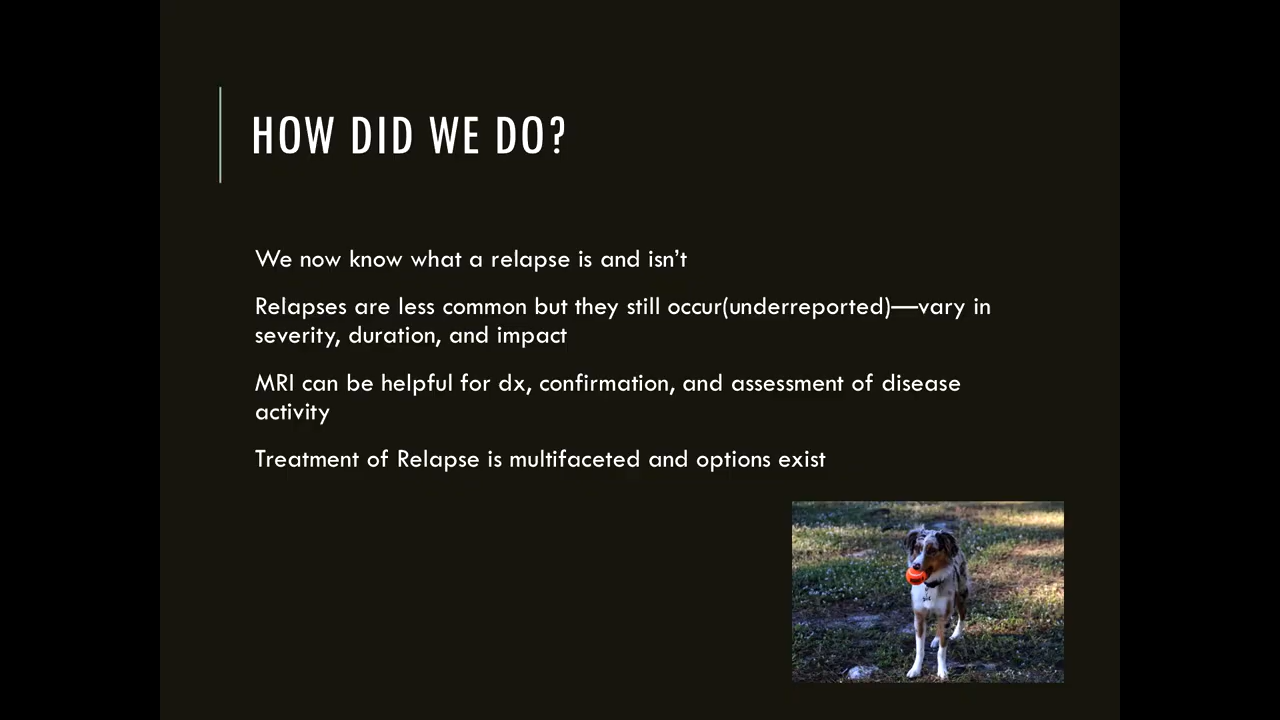 HOW DID WE DO?
We now know what a relapse is and isn’t
Relapses are less common but they still occur(underreported)—vary in
severity, duration, and impact
MRI can be helpful for dx, confirmation, and assessment of disease
activity
Treatment of Relapse is multifaceted and options exist